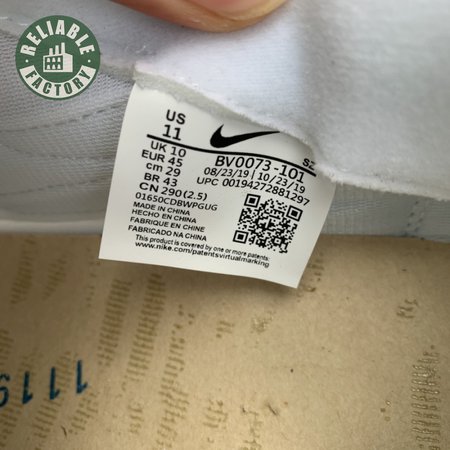 RELIABLE
FACTORY
US
11
UK 10
EUR 45
cm 29
BR 43
CN 290 (2.5)
SZ
BV0073-101
08/23/19 | 10/23/19
UPC 00194272881297
01650CDBWPGUG
MADE IN CHINA
HECHO EN CHINA
FABRIQUE EN CHINE
FABRICADO NA CHINA
This product is covered by one or more patents:
www.nike.com/patentsvirtualmarking
1119